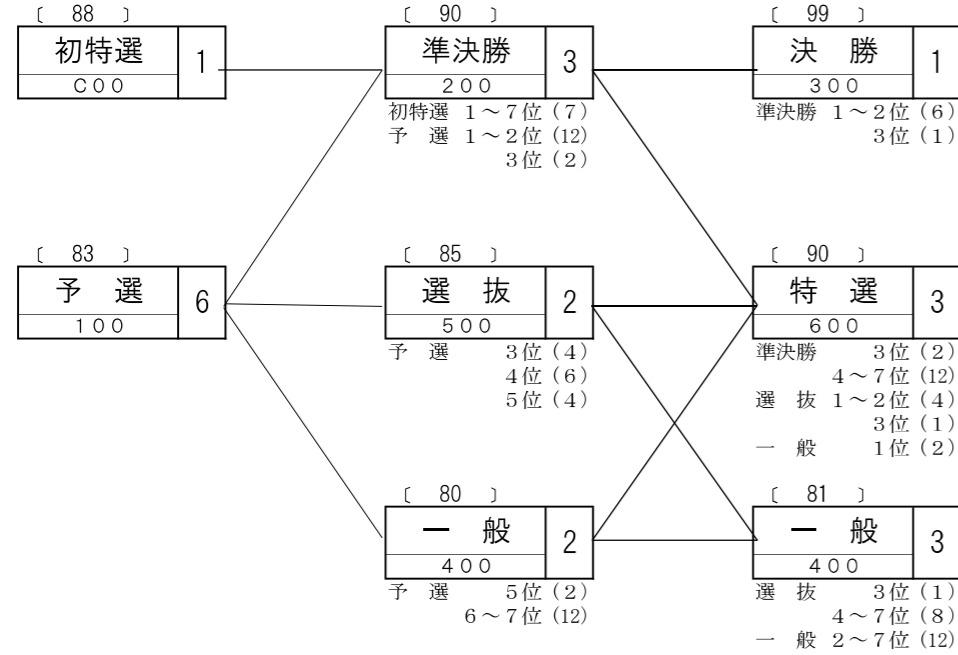 〔 88 〕
初特選 1
C00
〔 90 〕
準決勝 3
200
初特選 1～7位 (7)
予 選 1～2位 (12)
3位 (2)
〔 99 〕
決 勝 1
300
準決勝 1～2位 (6)
3位 (1)
〔 83 〕
予 選 6
100
〔 85 〕
選 抜 2
500
予 選 3位 (4)
4位 (6)
5位 (4)
〔 90 〕
特 選 3
600
準決勝 3位 (2)
4～7位 (12)
選 抜 1～2位 (4)
3位 (1)
一 般 1位 (2)
〔 80 〕
一 般 2
400
予 選 5位 (2)
6～7位 (12)
〔 81 〕
一 般 3
400
選 抜 3位 (1)
4～7位 (8)
一 般 2～7位 (12)